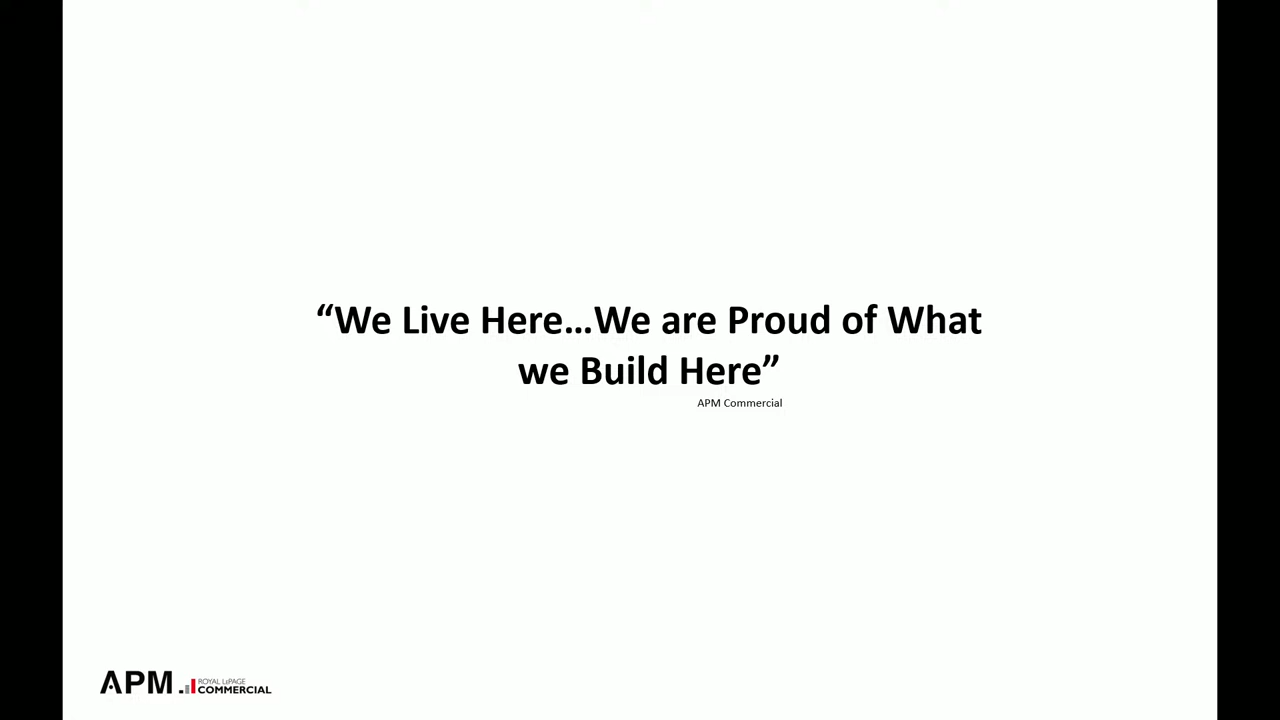 “We Live Here…We are Proud of What
we Build Here”
APM Commercial
APM
ROYAL LEPAGE
COMMERCIAL